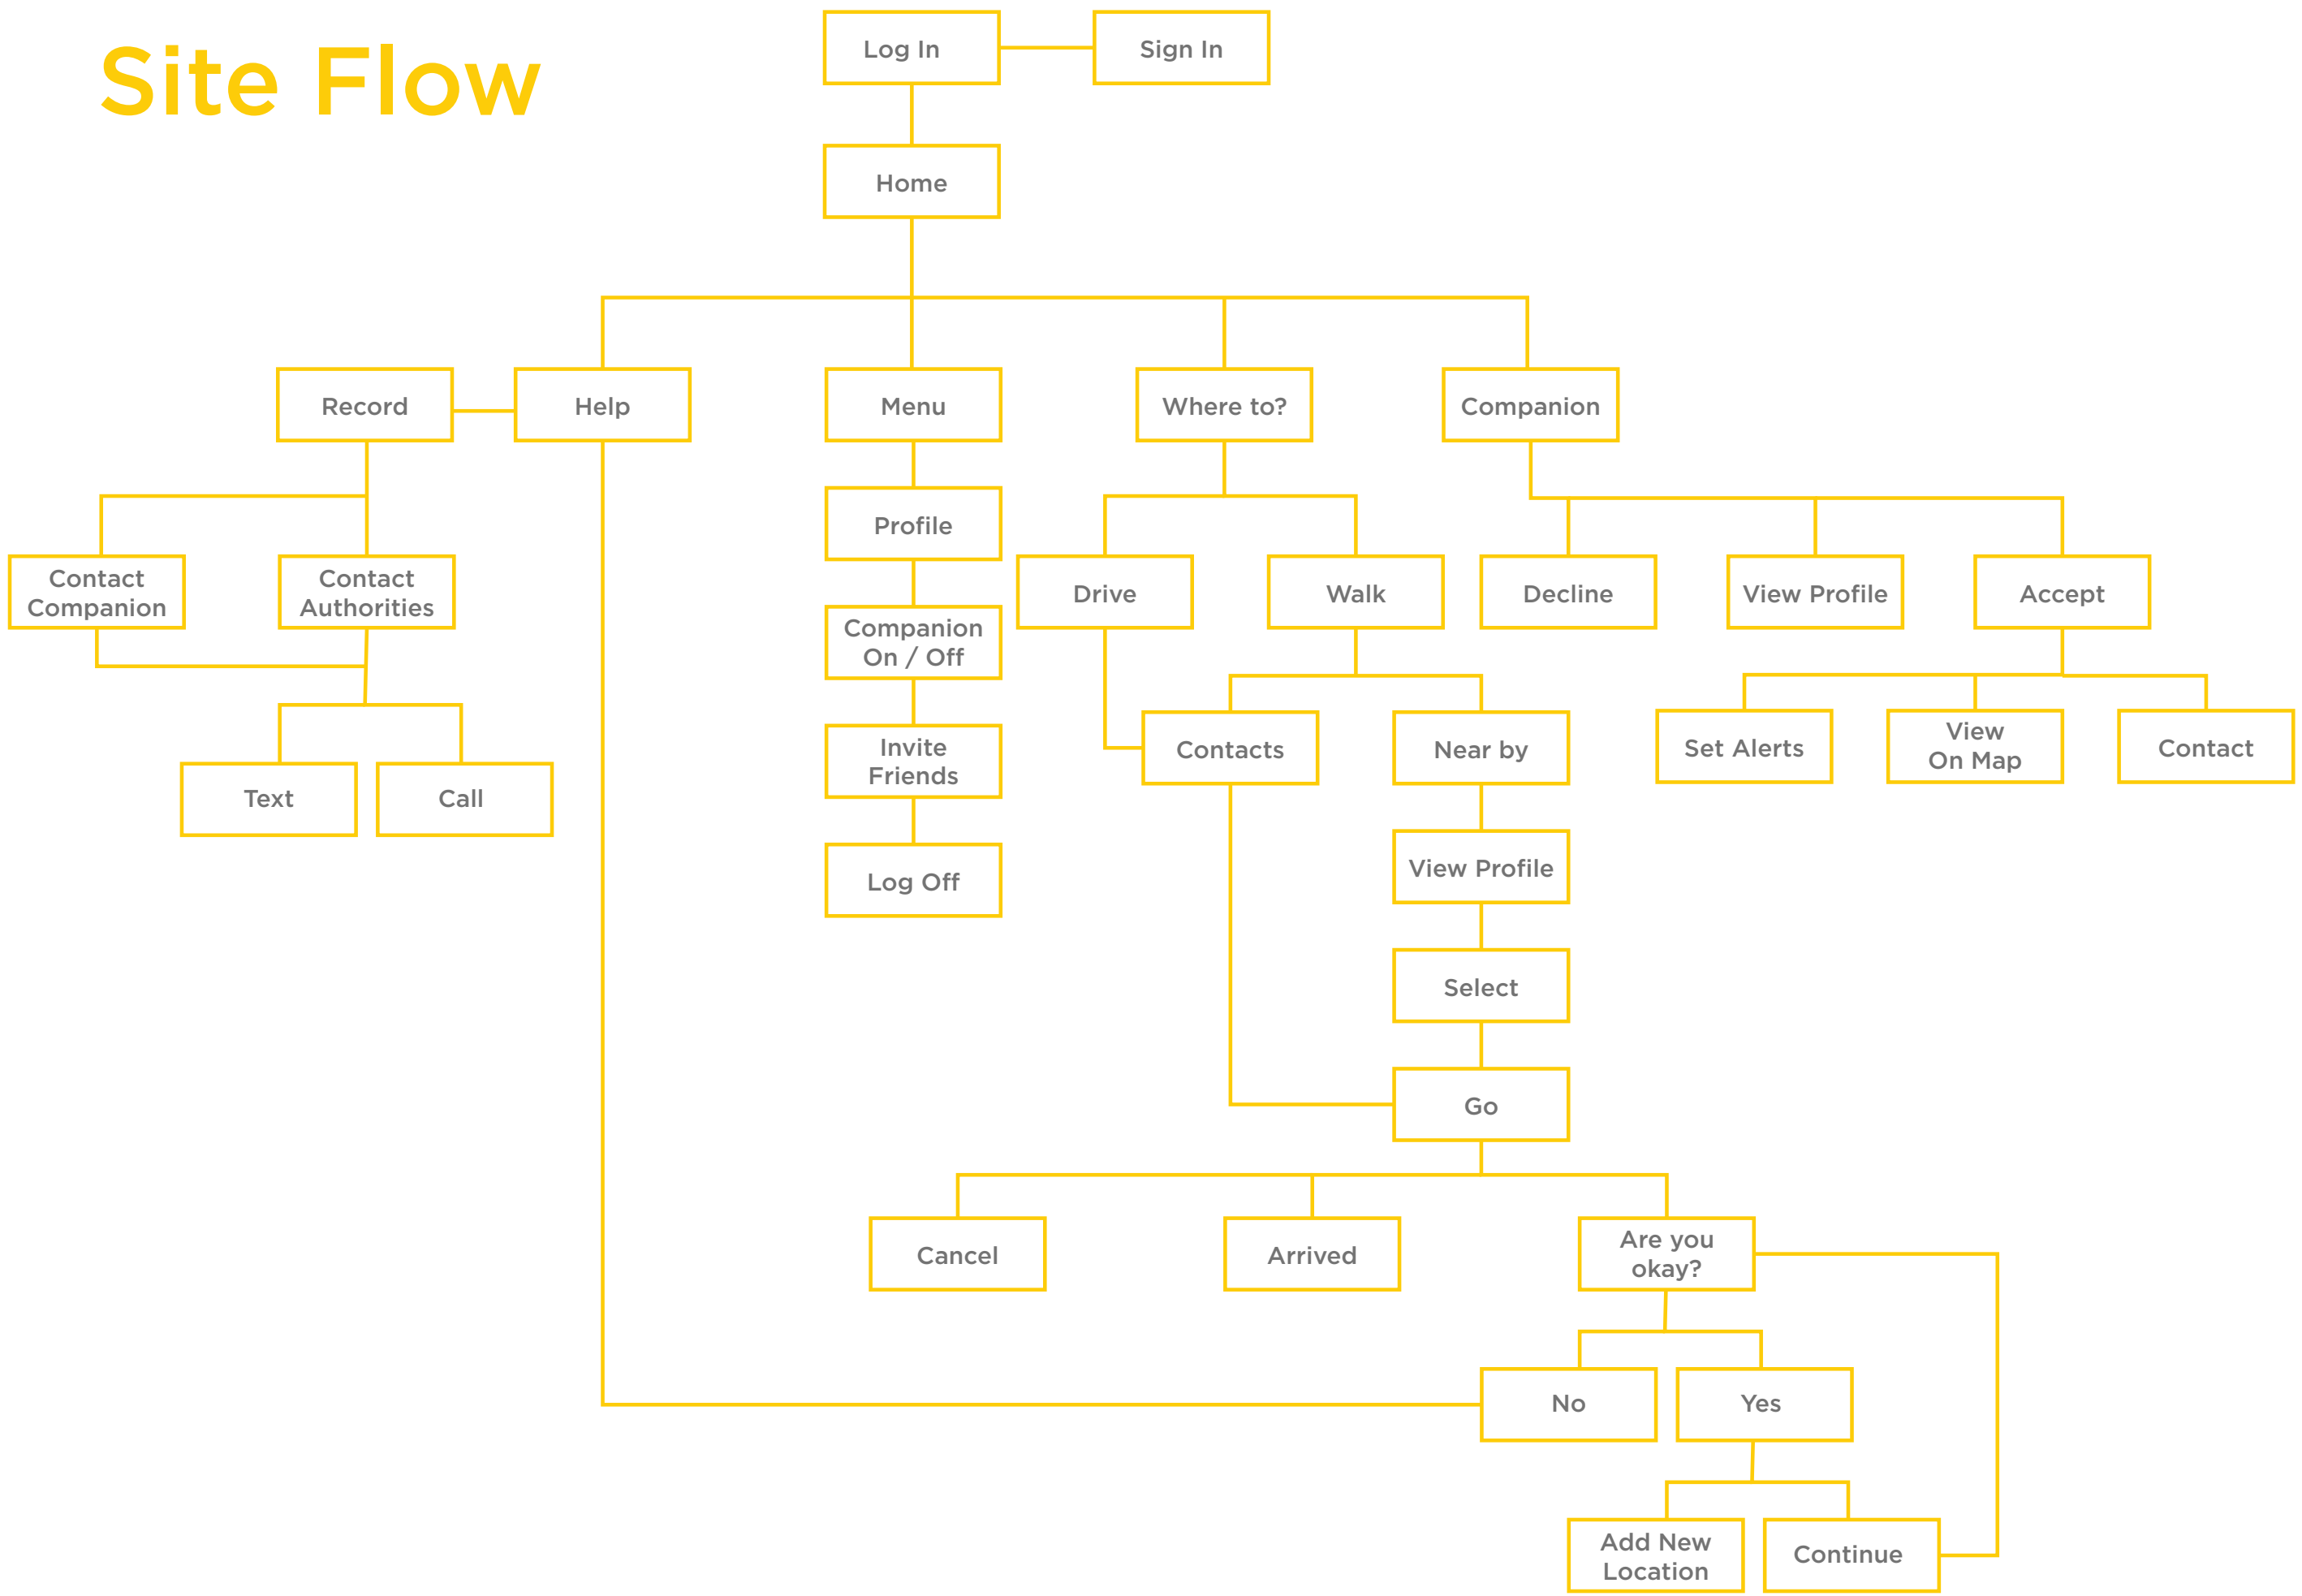 Site Flow
Log In
Sign In
Home
Record
Help
Menu
Where to?
Companion
Profile
Contact
Companion
Contact
Authorities
Drive
Walk
Decline
View Profile
Accept
Companion
On / Off
Invite
Friends
Contacts
Near by
Set Alerts
View
On Map
Contact
Text
Call
Log Off
View Profile
Select
Go
Cancel
Arrived
Are you
okay?
No
Yes
Add New
Location
Continue